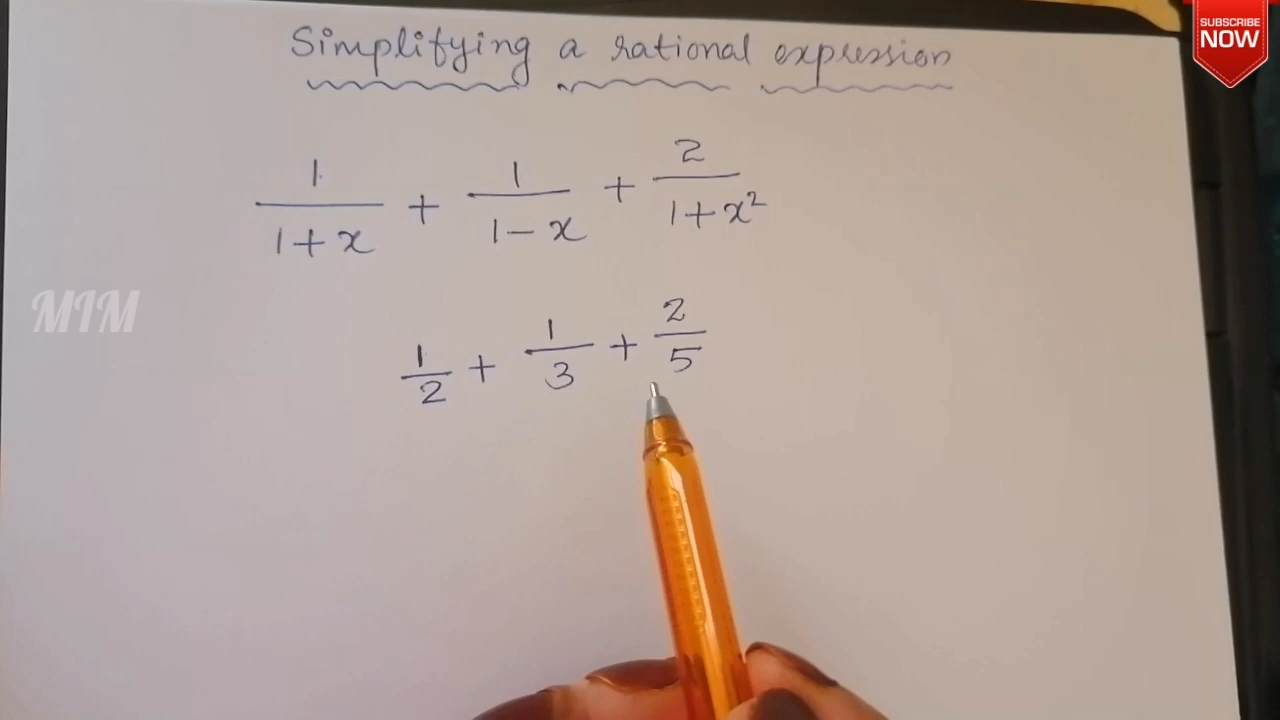 Simplifying a rational expression
1/(1+x) + 1/(1-x) + 2/(1+x²)
1/2 + 1/3 + 2/5
MIM
SUBSCRIBE
NOW